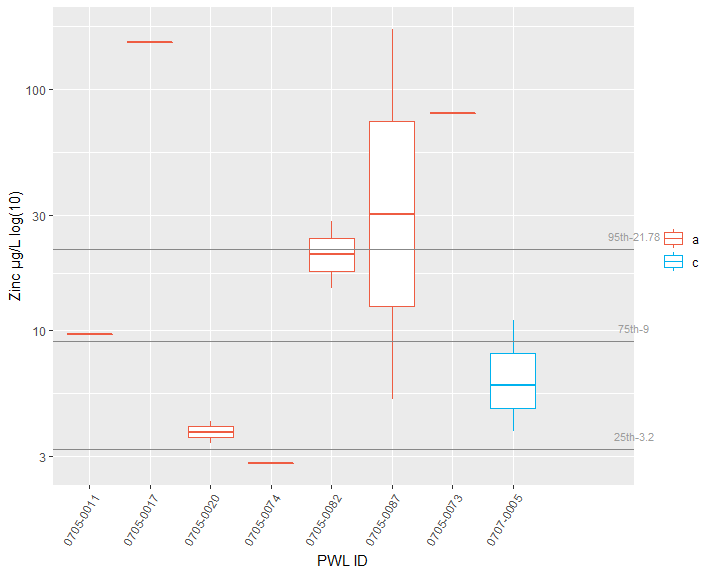 Zinc µg/L log(10)
100
30
10
3
95th-21.78
75th-9
25th-3.2
a
c
0705-0011
0705-0017
0705-0020
0705-0074
0705-0082
0705-0087
0705-0073
0707-0005
PWL ID